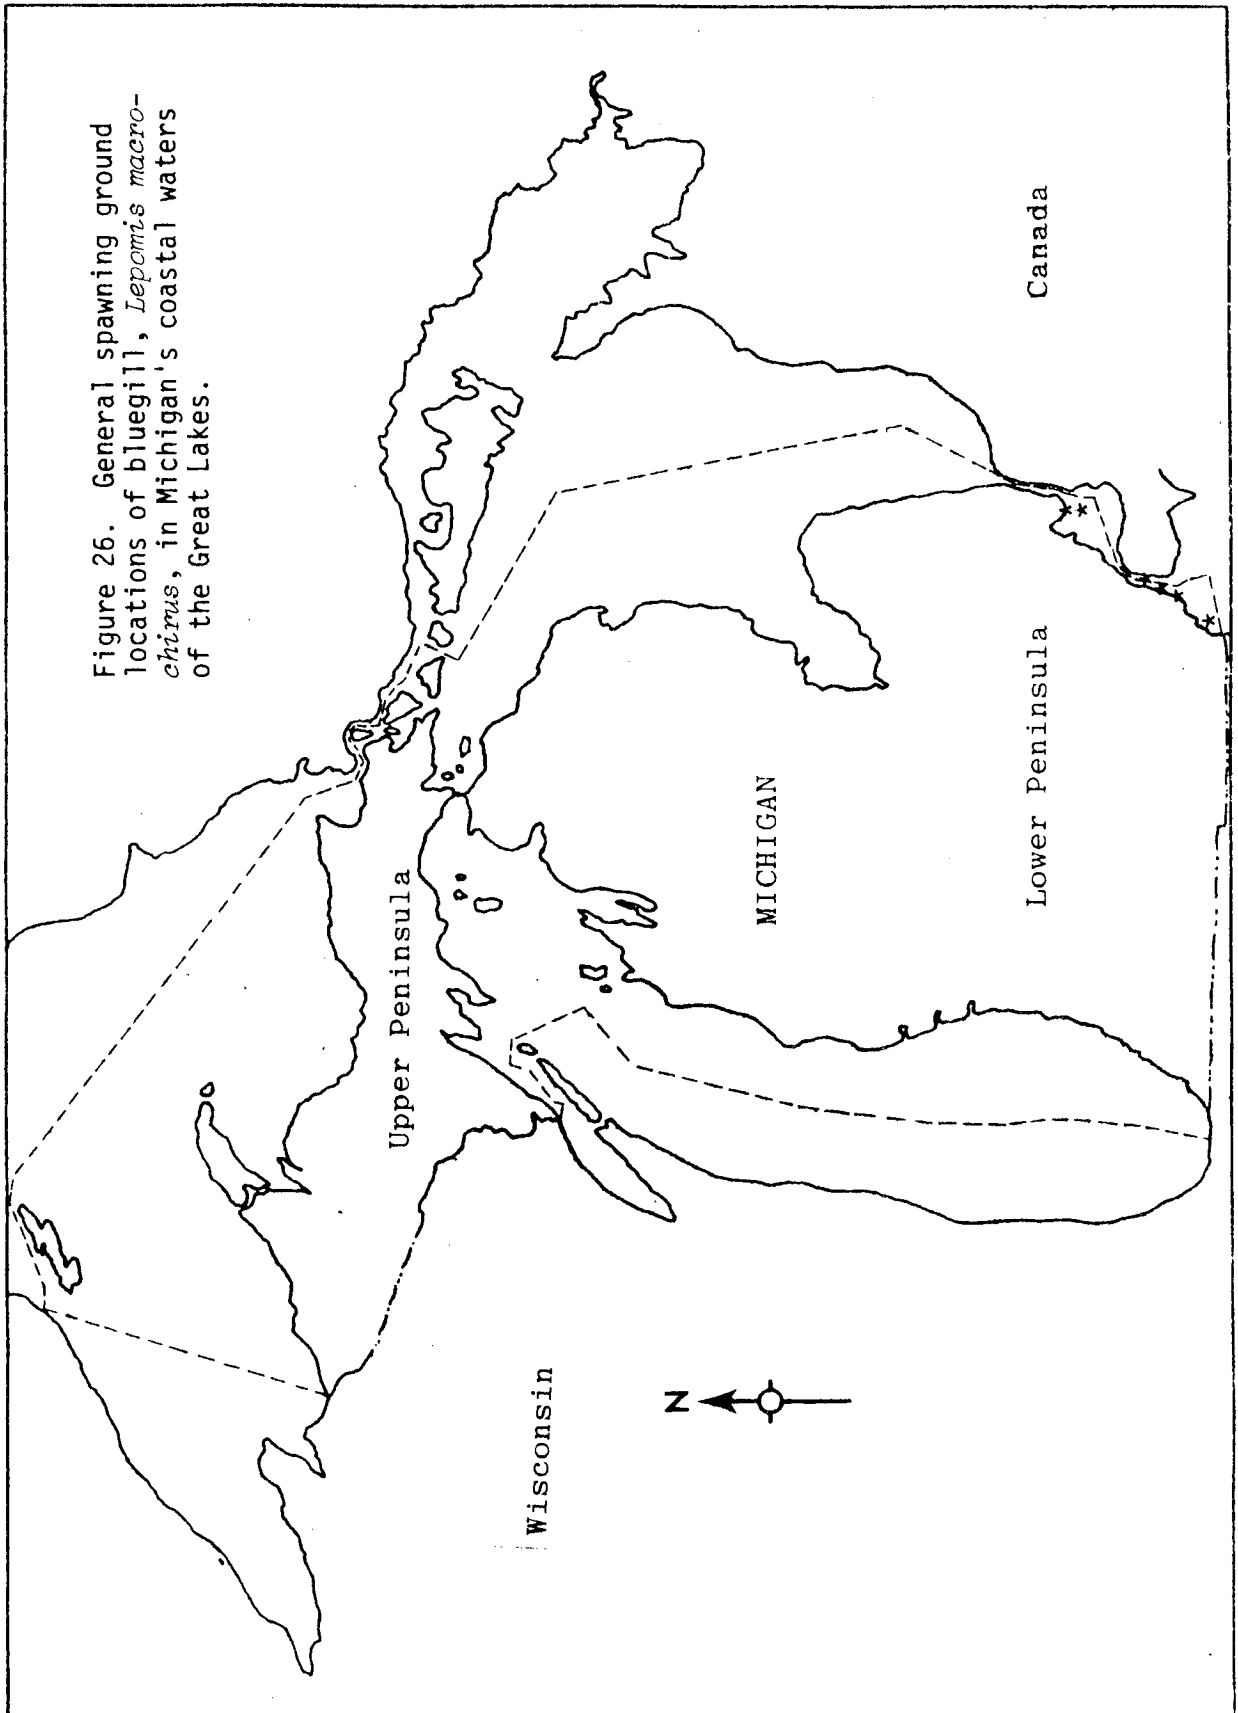 Figure 26. General spawning ground
locations of bluegill, Lepomis macro-
chirus, in Michigan's coastal waters
of the Great Lakes.
Upper Peninsula
Wisconsin
N
MICHIGAN
Lower Peninsula
Canada